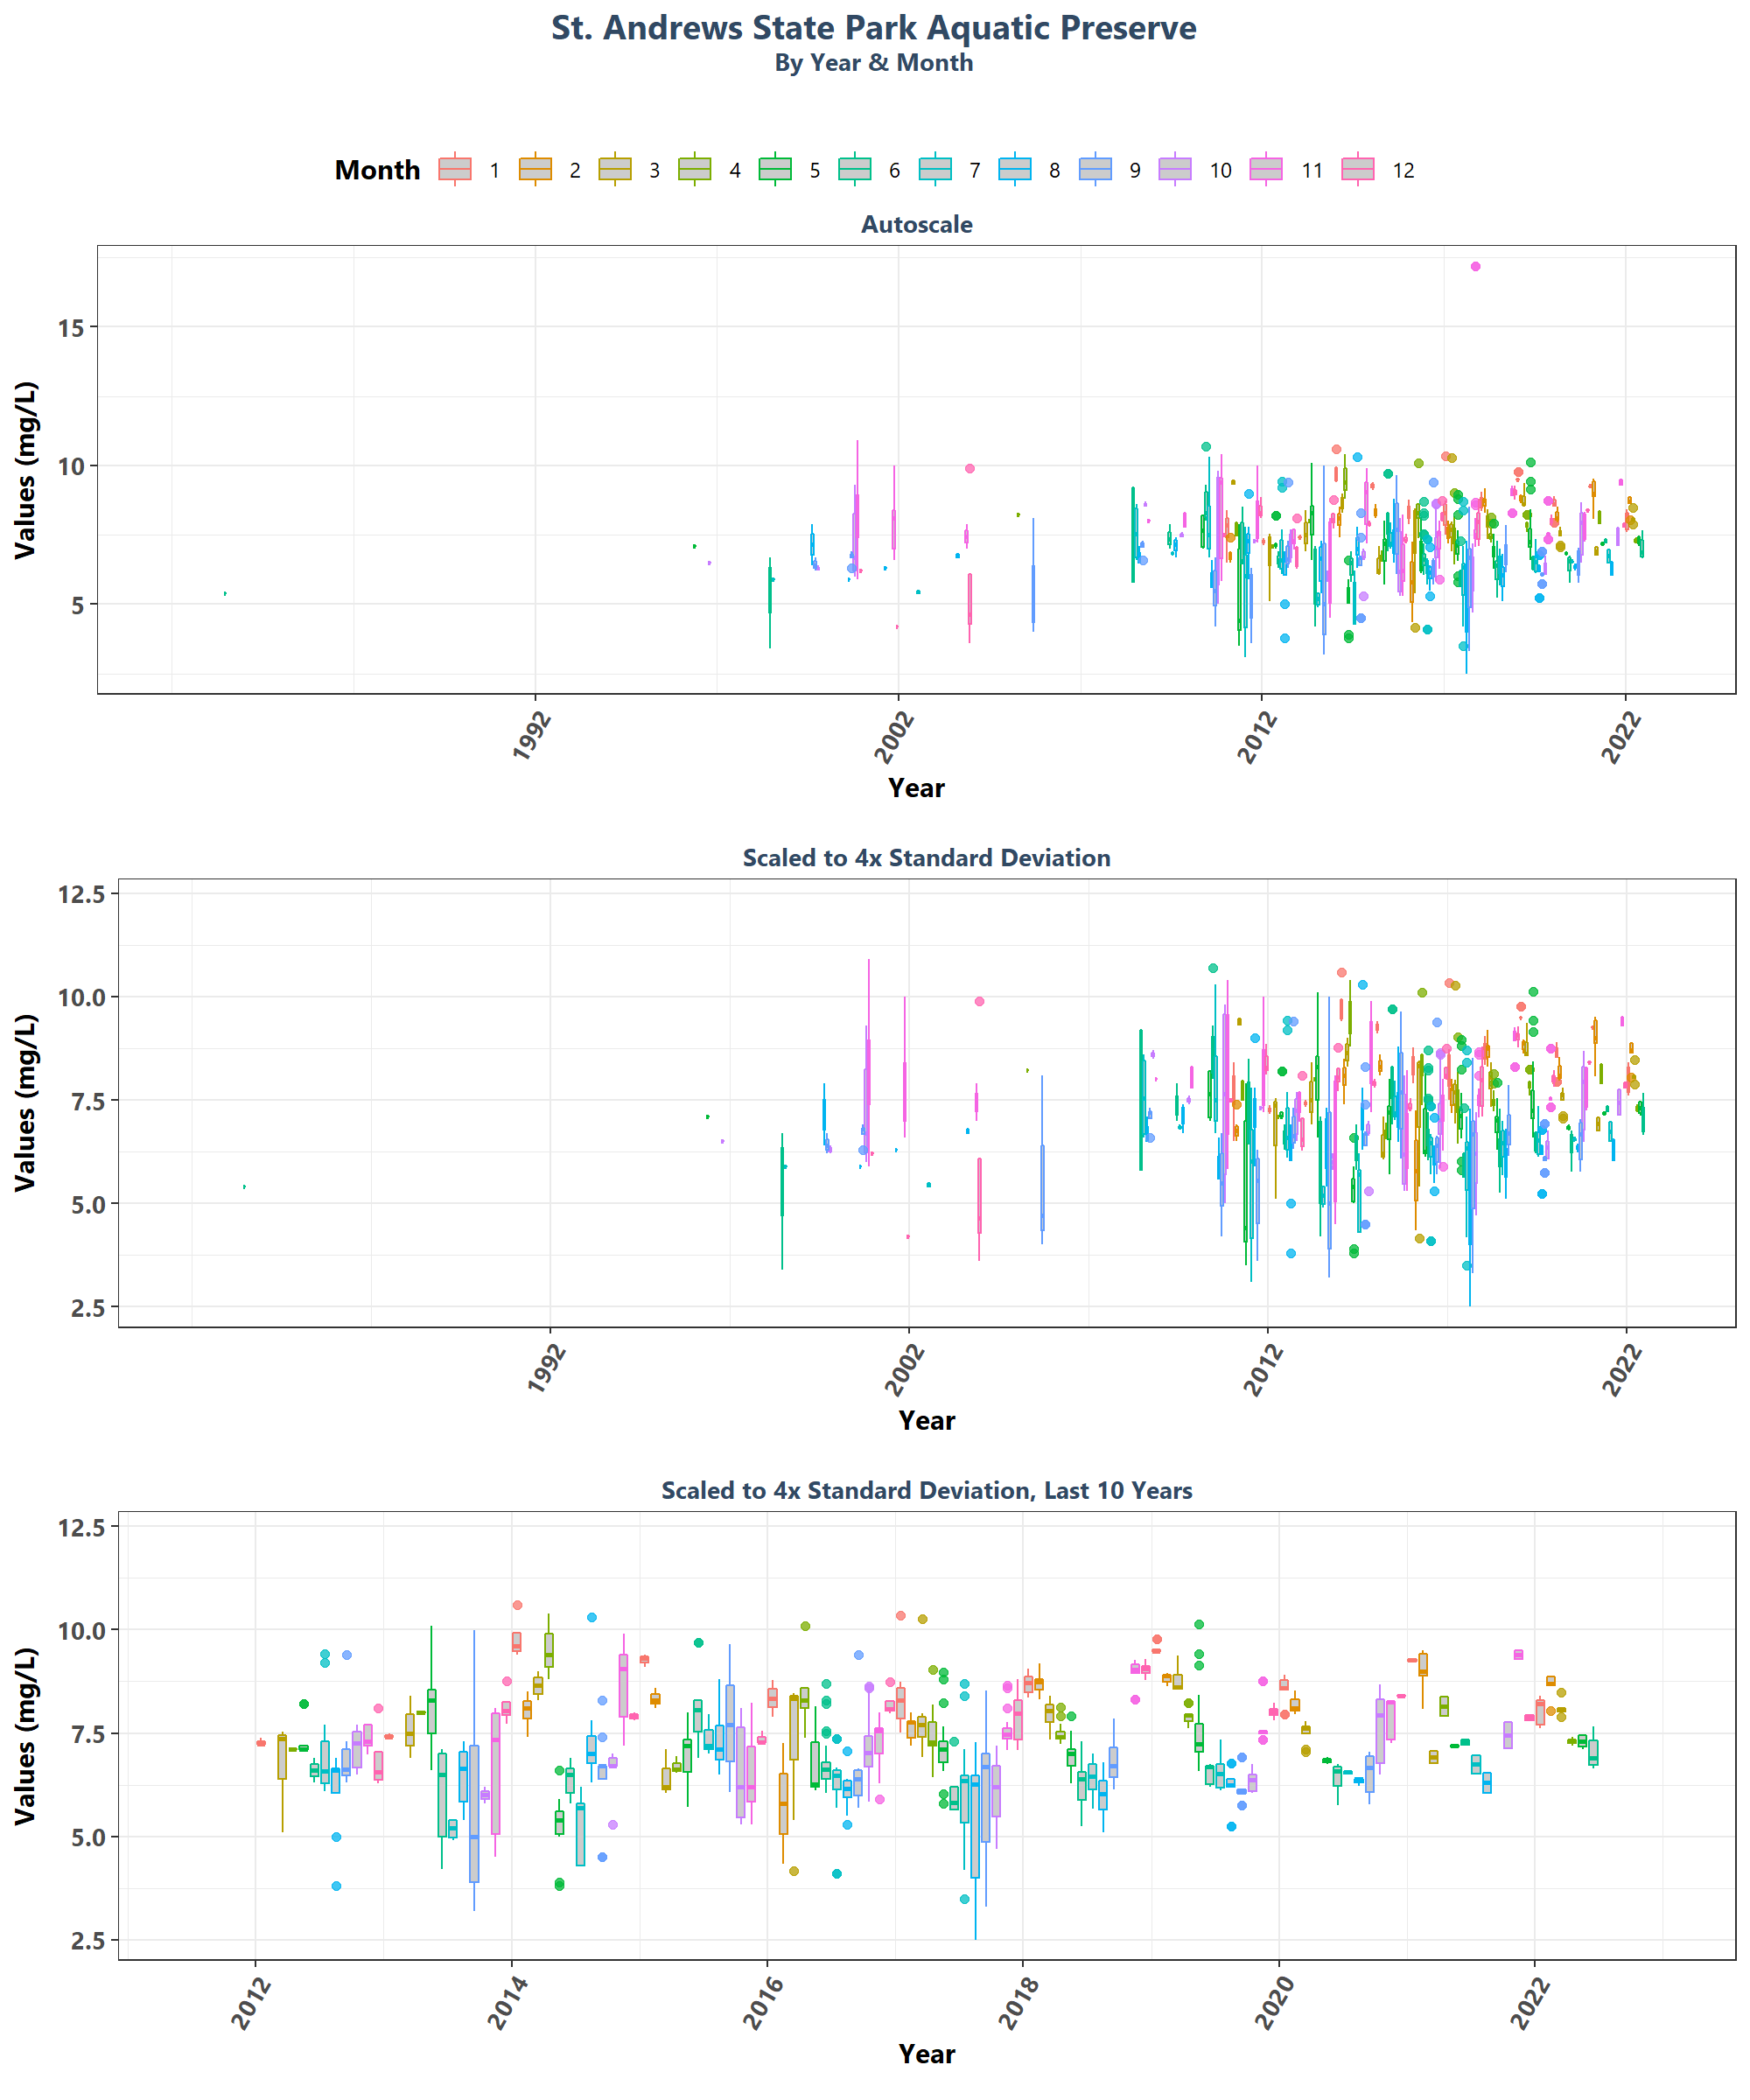 St. Andrews State Park Aquatic Preserve
By Year & Month
Month 1 2 3 4 5 6 7 8 9 10 11 12
Autoscale
Values (mg/L)
15
10
5
1992 2002 2012 2022
Year
Scaled to 4x Standard Deviation
Values (mg/L)
12.5
10.0
7.5
5.0
2.5
1992 2002 2012 2022
Year
Scaled to 4x Standard Deviation, Last 10 Years
Values (mg/L)
12.5
10.0
7.5
5.0
2.5
2012 2014 2016 2018 2020 2022
Year